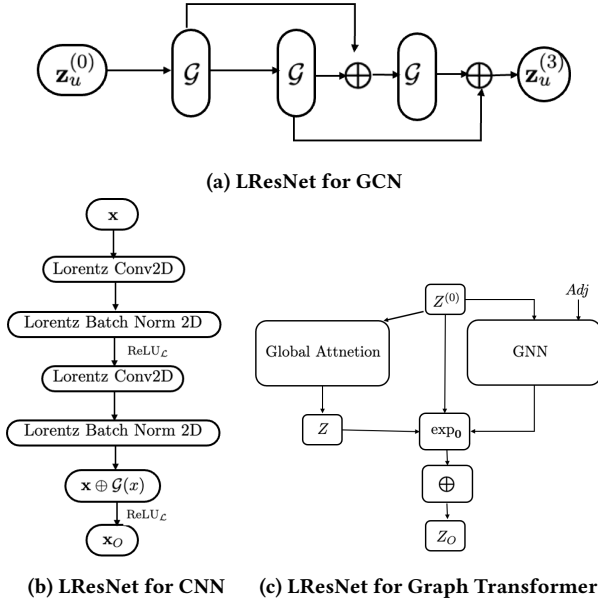 𝐳_u^{(0)} 𝒢 𝒢 ⊕ 𝒢 ⊕ 𝐳_u^{(3)}
(a) LResNet for GCN
𝐱
Lorentz Conv2D
Lorentz Batch Norm 2D
ReLU_ℒ
Lorentz Conv2D
Lorentz Batch Norm 2D
𝐱 ⊕ 𝒢(x)
ReLU_ℒ
𝐱_O
(b) LResNet for CNN
Z^{(0)}
Adj
Global Attnetion
GNN
Z
exp_𝟎
⊕
Z_O
(c) LResNet for Graph Transformer